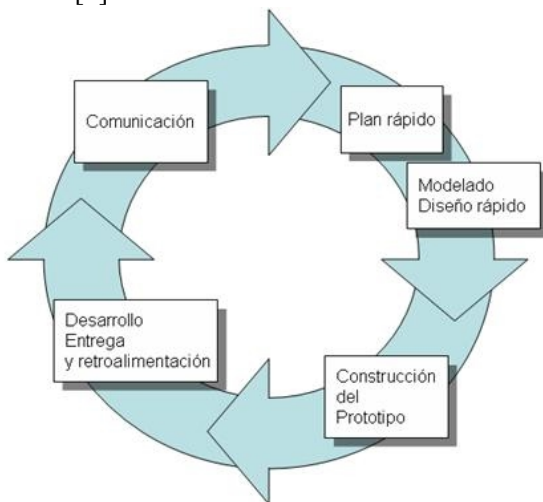 Comunicación
Plan rápido
Modelado
Diseño rápido
Construcción
del
Prototipo
Desarrollo
Entrega
y retroalimentación